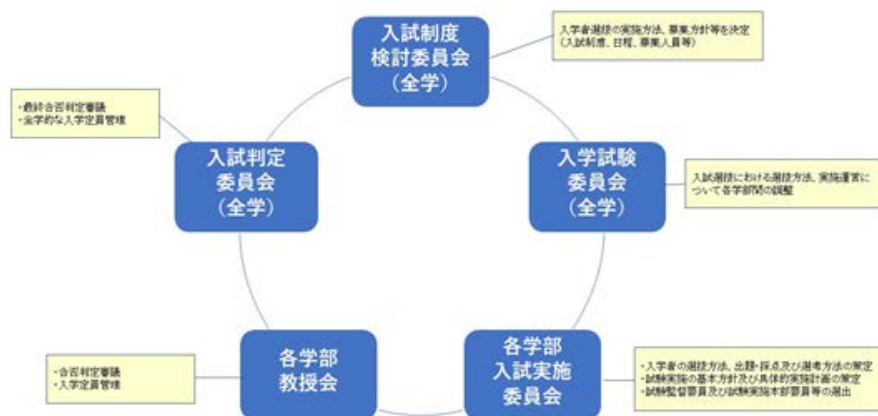 入試制度
検討委員会
(全学)
入学者選抜の実施方法、募集方針等を決定
(入試制度、日程、募集人員等)
・最終合否判定審議
・全学的な入学定員管理
入試判定
委員会
(全学)
入学試験
委員会
(全学)
入試選抜における選抜方法、実施運営に
ついて各学部間の調整
各学部
教授会
・合否判定審議
・入学定員管理
各学部
入試実施
委員会
・入学者の選抜方法、出題・採点及び選考方法の策定
・試験実施の基本方針及び具体的実施計画の策定
・試験監督要員及び試験実施本部要員等の選出